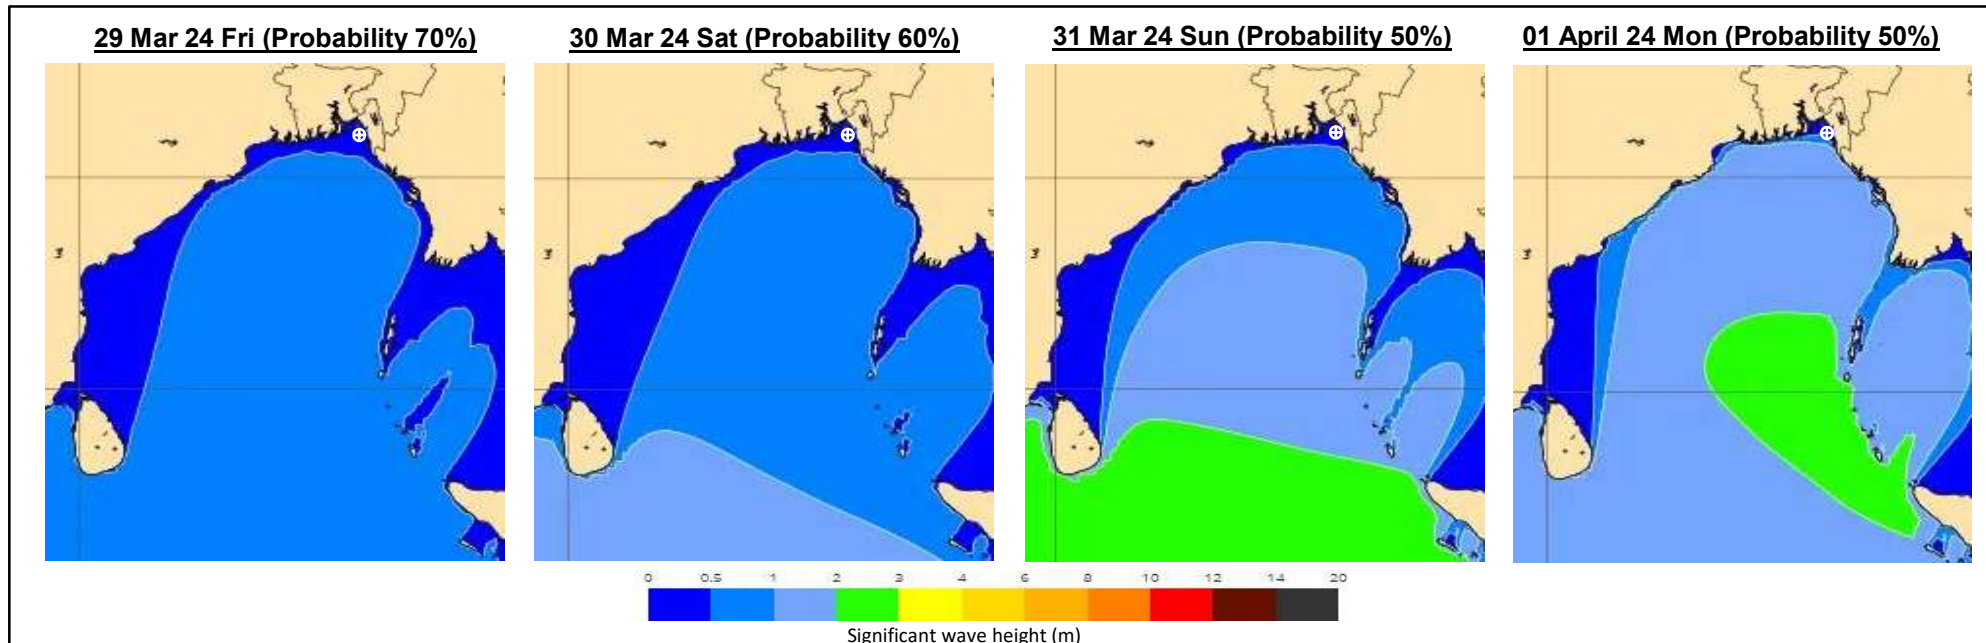 29 Mar 24 Fri (Probability 70%)
30 Mar 24 Sat (Probability 60%)
31 Mar 24 Sun (Probability 50%)
01 April 24 Mon (Probability 50%)
0 0.5 1 2 3 4 6 8 10 12 14 20
Significant wave height (m)